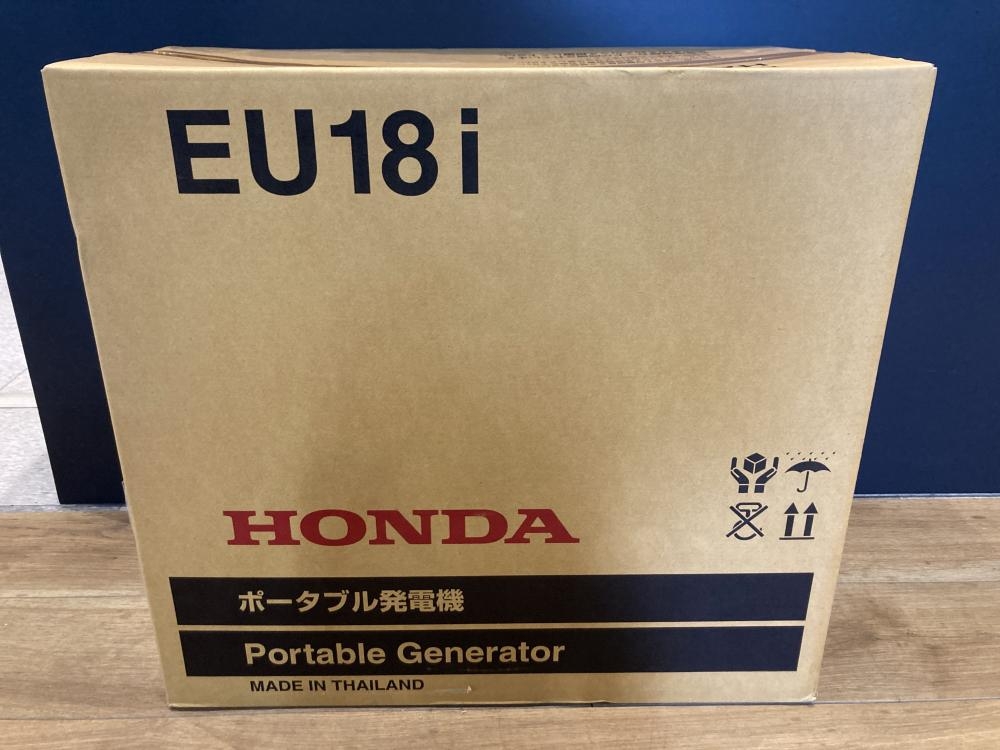 EU18i
HONDA
ポータブル発電機
Portable Generator
MADE IN THAILAND